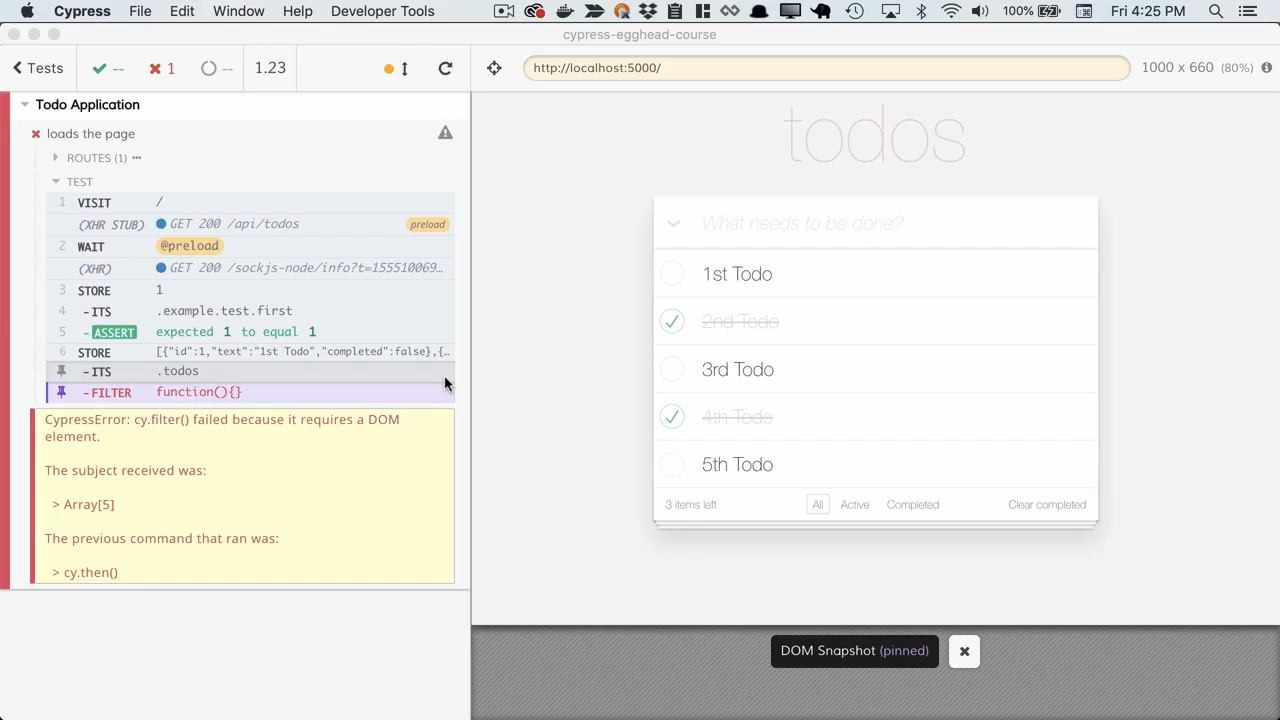 Cypress File Edit Window Help Developer Tools 100% Fri 4:25 PM
cypress-egghead-course
Tests -- 1 -- 1.23 http://localhost:5000/ 1000 x 660 (80%)
Todo Application
loads the page
ROUTES (1)
TEST
1 VISIT /
(XHR STUB) GET 200 /api/todos preload
2 WAIT @preload
(XHR) GET 200 /sockjs-node/info?t=155510069…
3 STORE 1
4 -ITS .example.test.first
5 -ASSERT expected 1 to equal 1
6 STORE [{"id":1,"text":"1st Todo","completed":false},{…
-ITS .todos
-FILTER function(){}
CypressError: cy.filter() failed because it requires a DOM
element.
The subject received was:
> Array[5]
The previous command that ran was:
> cy.then()
todos
What needs to be done?
1st Todo
2nd Todo
3rd Todo
4th Todo
5th Todo
3 items left All Active Completed Clear completed
DOM Snapshot (pinned)